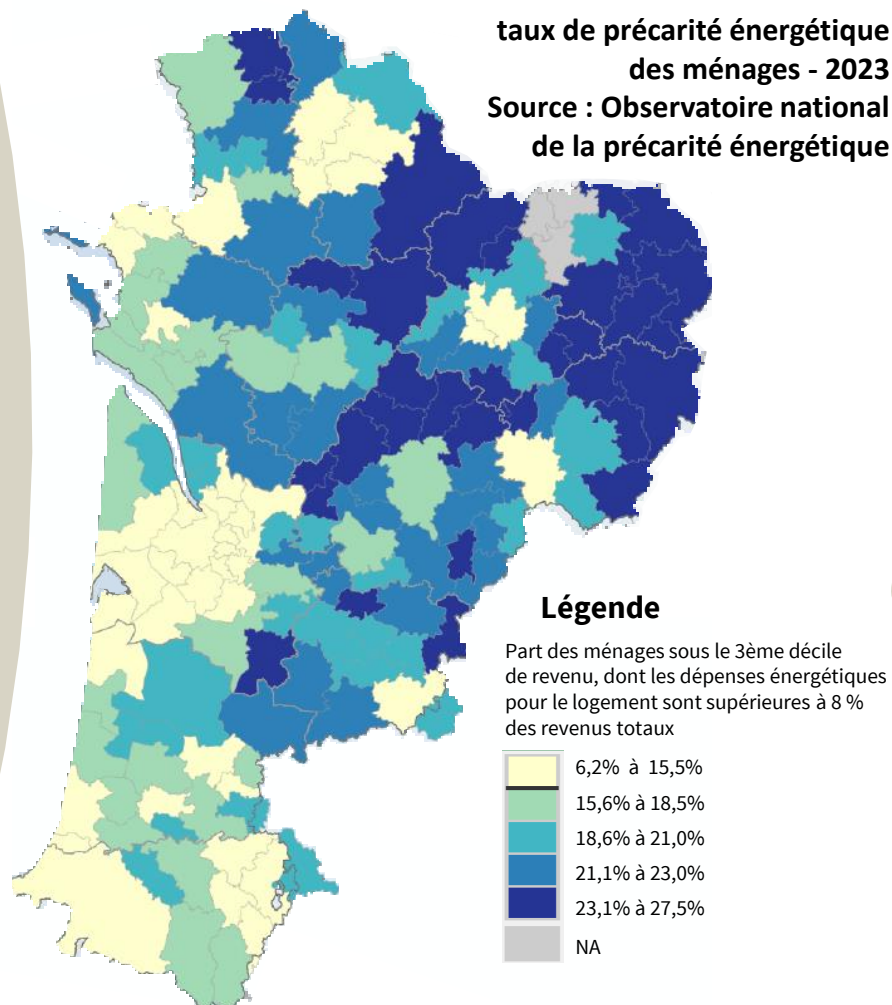 taux de précarité énergétique
des ménages - 2023
Source : Observatoire national
de la précarité énergétique
Légende
Part des ménages sous le 3ème décile
de revenu, dont les dépenses énergétiques
pour le logement sont supérieures à 8 %
des revenus totaux
6,2% à 15,5%
15,6% à 18,5%
18,6% à 21,0%
21,1% à 23,0%
23,1% à 27,5%
NA